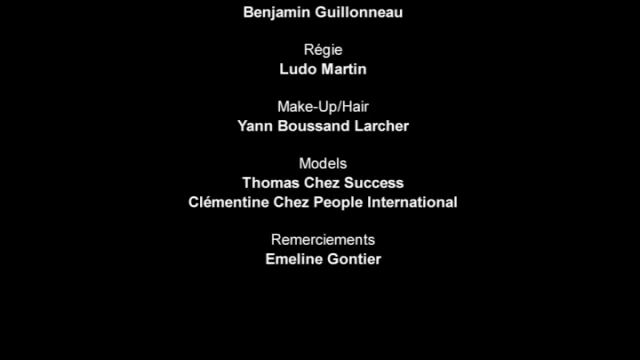 Benjamin Guillonneau
Régie
Ludo Martin
Make-Up/Hair
Yann Boussand Larcher
Models
Thomas Chez Success
Clémentine Chez People International
Remerciements
Emeline Gontier